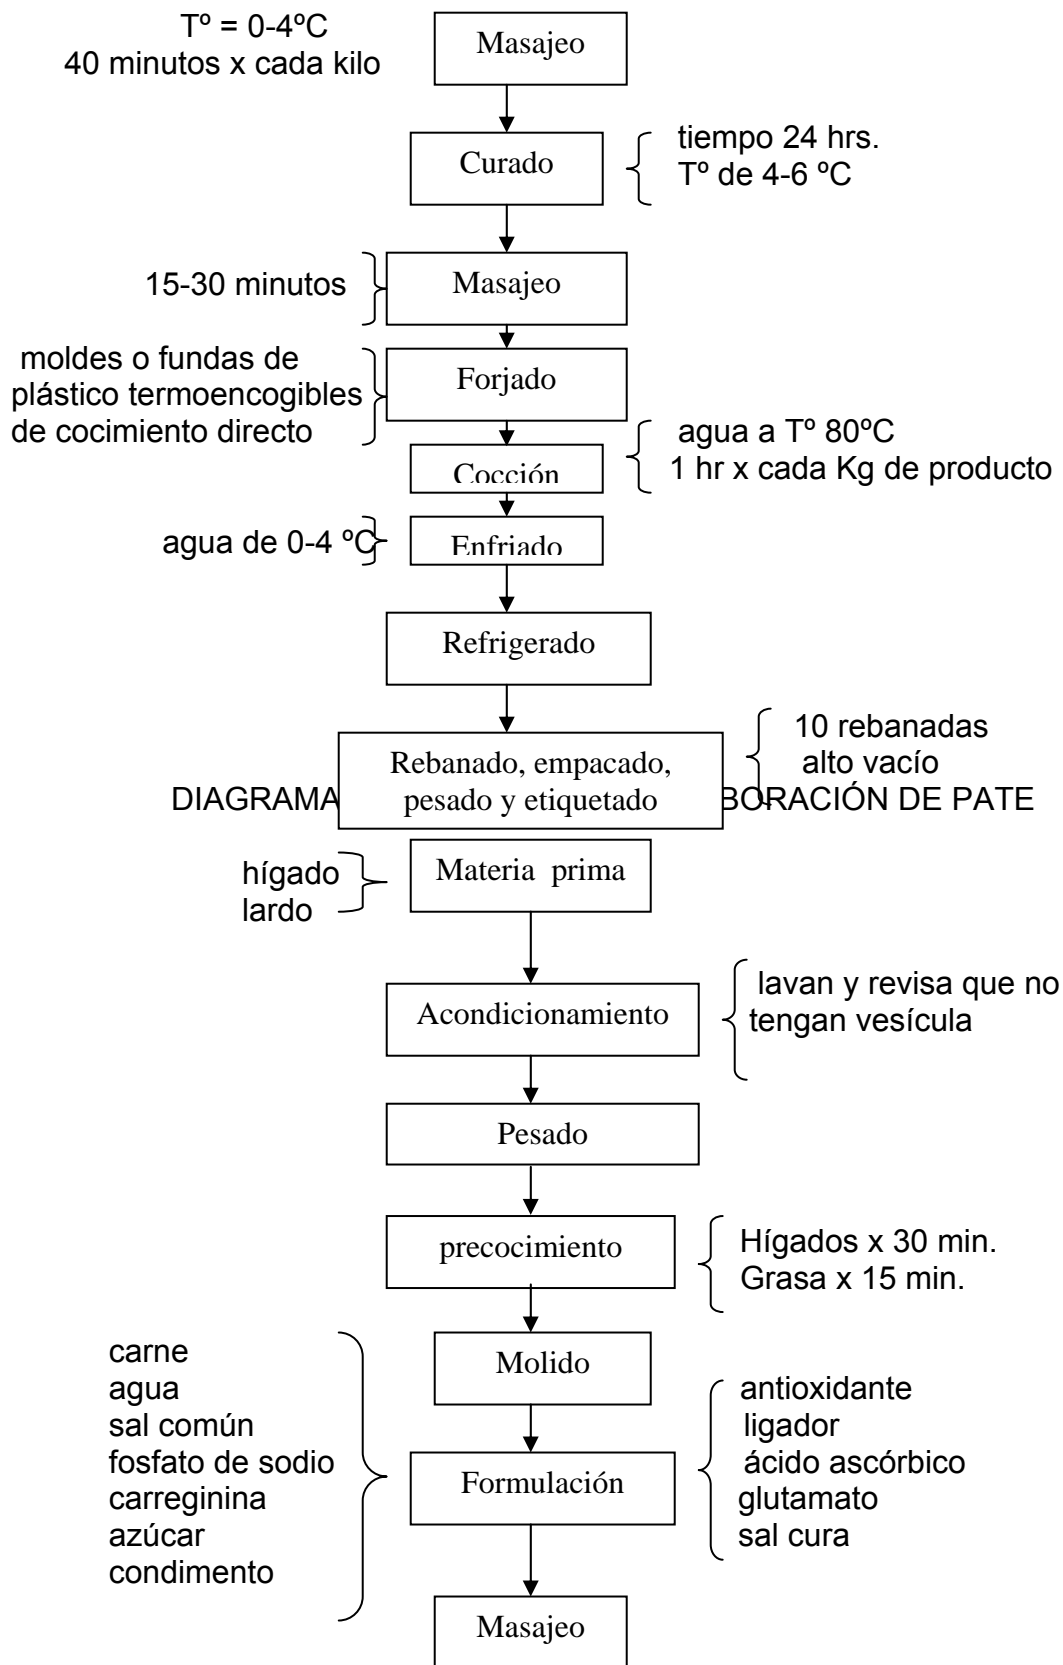 Tº = 0-4ºC
40 minutos x cada kilo
Masajeo
Curado
tiempo 24 hrs.
Tº de 4-6 ºC
15-30 minutos
Masajeo
moldes o fundas de
plástico termoencogibles
de cocimiento directo
Forjado
agua a Tº 80ºC
1 hr x cada Kg de producto
Cocción
agua de 0-4 ºC
Enfriado
Refrigerado
10 rebanadas
alto vacío
Rebanado, empacado,
pesado y etiquetado
DIAGRAMA BORACIÓN DE PATE
hígado
lardo
Materia prima
Acondicionamiento
lavan y revisa que no
tengan vesícula
Pesado
precocimiento
Hígados x 30 min.
Grasa x 15 min.
Molido
carne
agua
sal común
fosfato de sodio
carreginina
azúcar
condimento
Formulación
antioxidante
ligador
ácido ascórbico
glutamato
sal cura
Masajeo